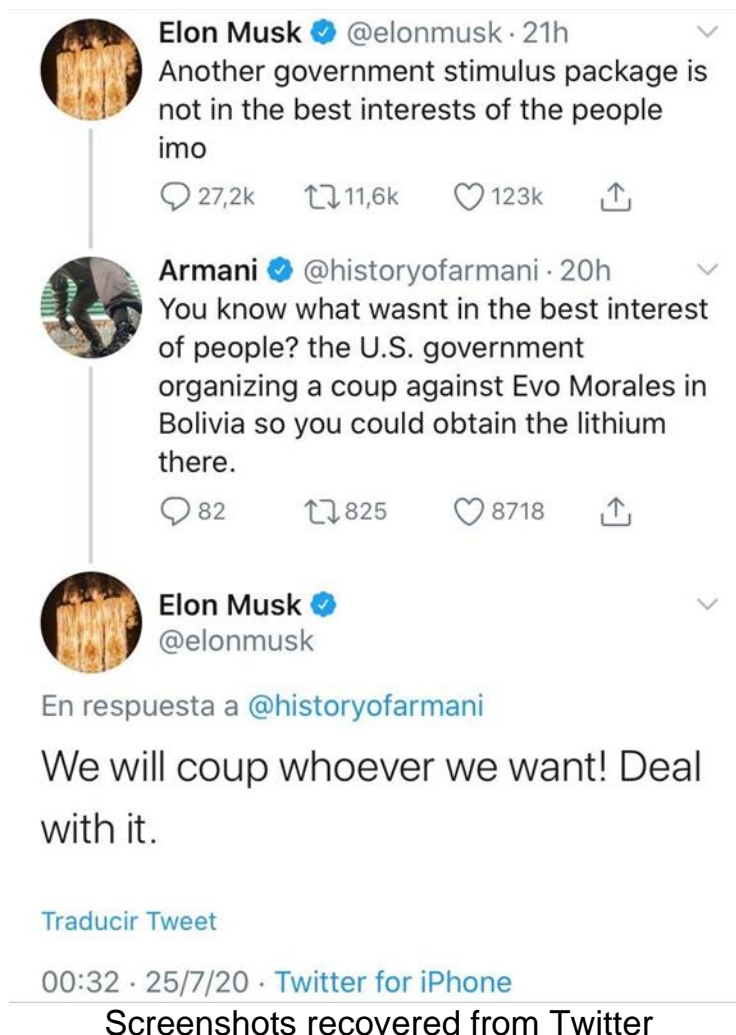 Elon Musk @elonmusk · 21h
Another government stimulus package is
not in the best interests of the people
imo
27,2k 11,6k 123k
Armani @historyofarmani · 20h
You know what wasnt in the best interest
of people? the U.S. government
organizing a coup against Evo Morales in
Bolivia so you could obtain the lithium
there.
82 825 8718
Elon Musk
@elonmusk
En respuesta a @historyofarmani
We will coup whoever we want! Deal
with it.
Traducir Tweet
00:32 · 25/7/20 · Twitter for iPhone
Screenshots recovered from Twitter